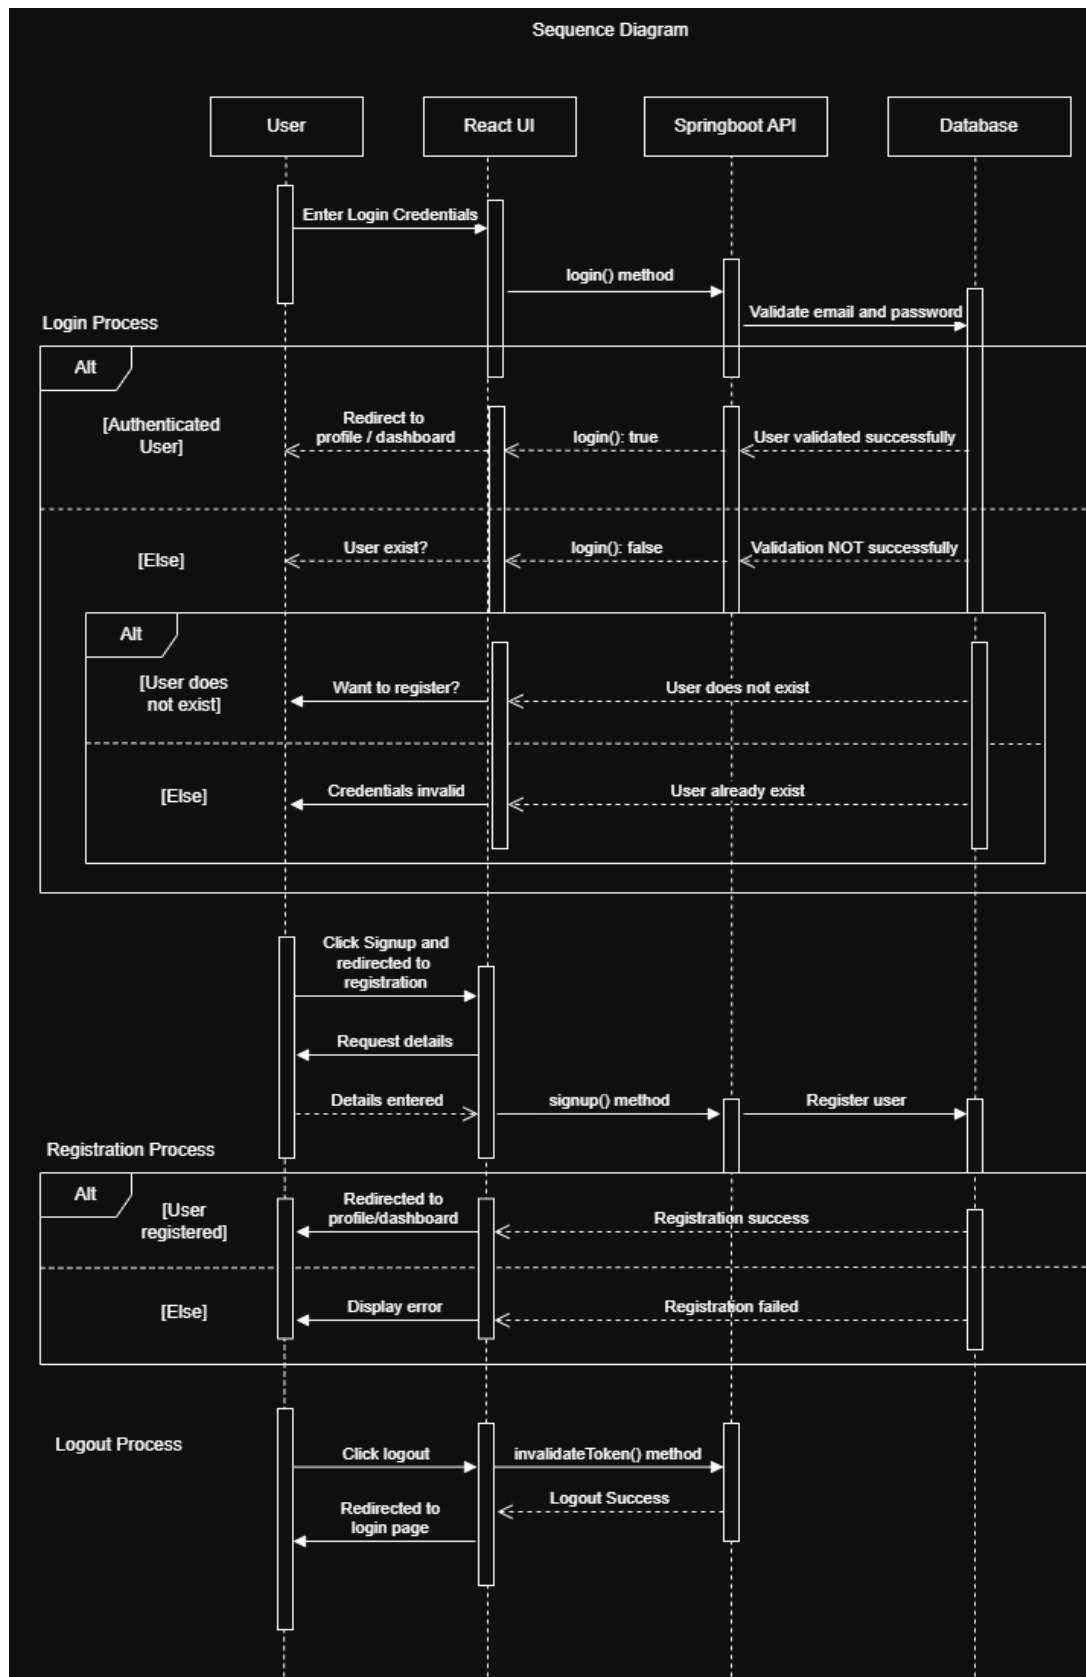 Sequence Diagram
User
React UI
Springboot API
Database
Enter Login Credentials
login() method
Validate email and password
Login Process
Alt
[Authenticated
User]
Redirect to
profile / dashboard
login(): true
User validated successfully
[Else]
User exist?
login(): false
Validation NOT successfully
Alt
[User does
not exist]
Want to register?
User does not exist
[Else]
Credentials invalid
User already exist
Click Signup and
redirected to
registration
Request details
Details entered
signup() method
Register user
Registration Process
Alt
[User
registered]
Redirected to
profile/dashboard
Registration success
[Else]
Display error
Registration failed
Logout Process
Click logout
invalidateToken() method
Logout Success
Redirected to
login page